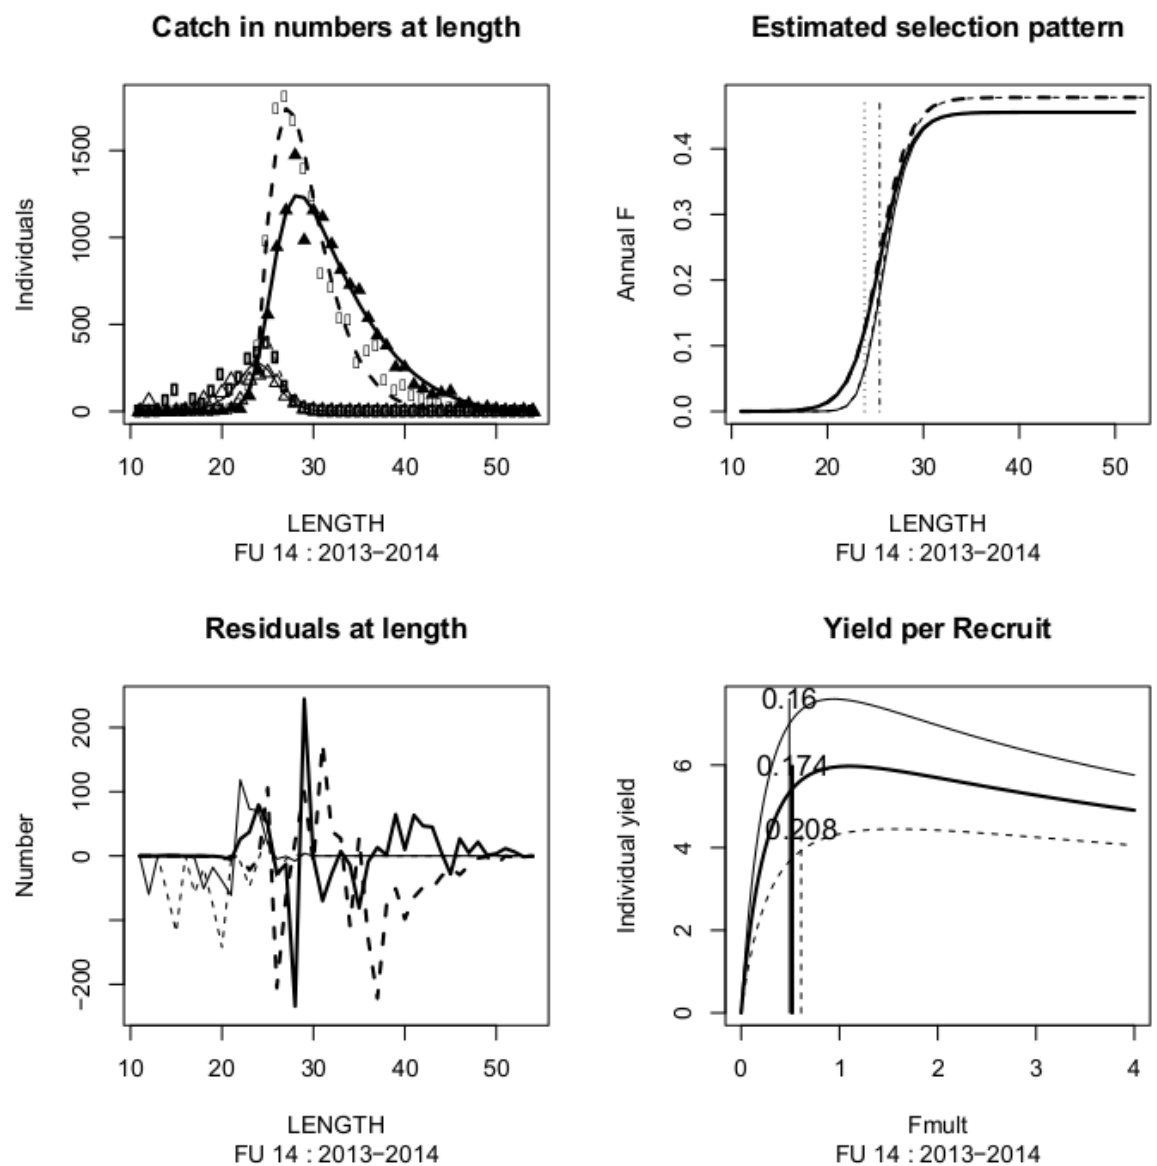 Catch in numbers at length
Individuals
0
500
1000
1500
10 20 30 40 50
LENGTH
FU 14 : 2013−2014
Estimated selection pattern
Annual F
0.0
0.1
0.2
0.3
0.4
10 20 30 40 50
LENGTH
FU 14 : 2013−2014
Residuals at length
Number
−200
0
100
200
10 20 30 40 50
LENGTH
FU 14 : 2013−2014
Yield per Recruit
Individual yield
0
2
4
6
0.16
0.174
0.208
0 1 2 3 4
Fmult
FU 14 : 2013−2014